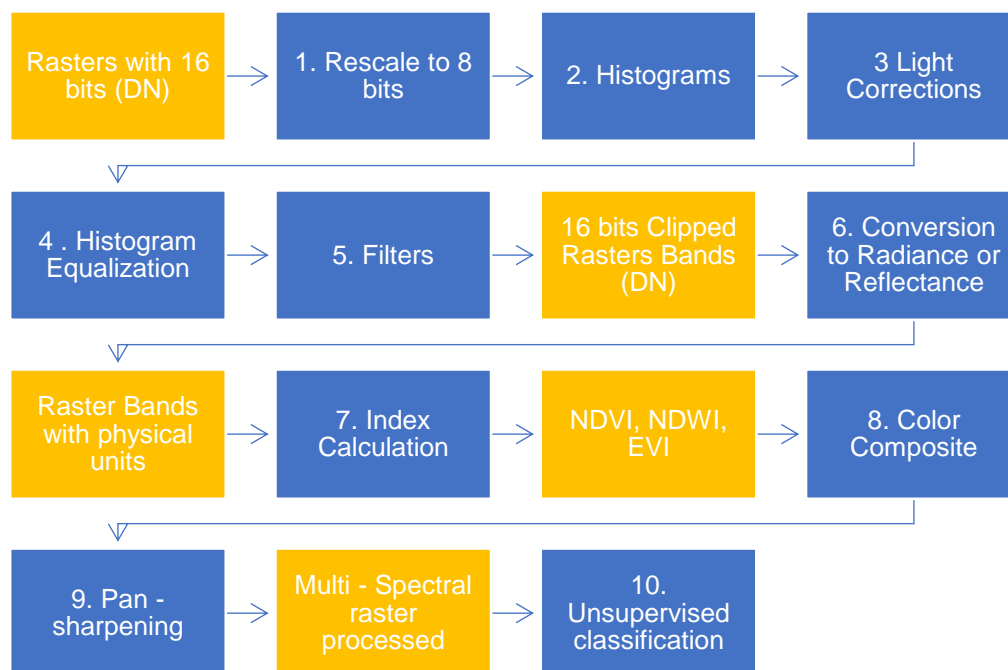 Rasters with 16
bits (DN)
1. Rescale to 8
bits
2. Histograms
3 Light
Corrections
4 . Histogram
Equalization
5. Filters
16 bits Clipped
Rasters Bands
(DN)
6. Conversion
to Radiance or
Reflectance
Raster Bands
with physical
units
7. Index
Calculation
NDVI, NDWI,
EVI
8. Color
Composite
9. Pan -
sharpening
Multi - Spectral
raster
processed
10.
Unsupervised
classification